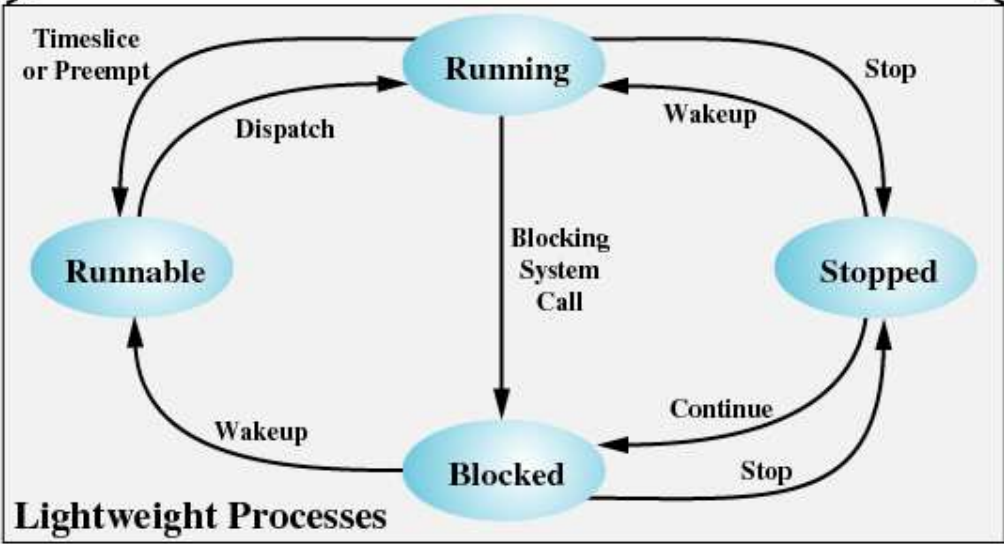 Timeslice
or Preempt
Running
Stop
Wakeup
Dispatch
Blocking
System
Call
Runnable
Stopped
Continue
Wakeup
Blocked
Stop
Lightweight Processes